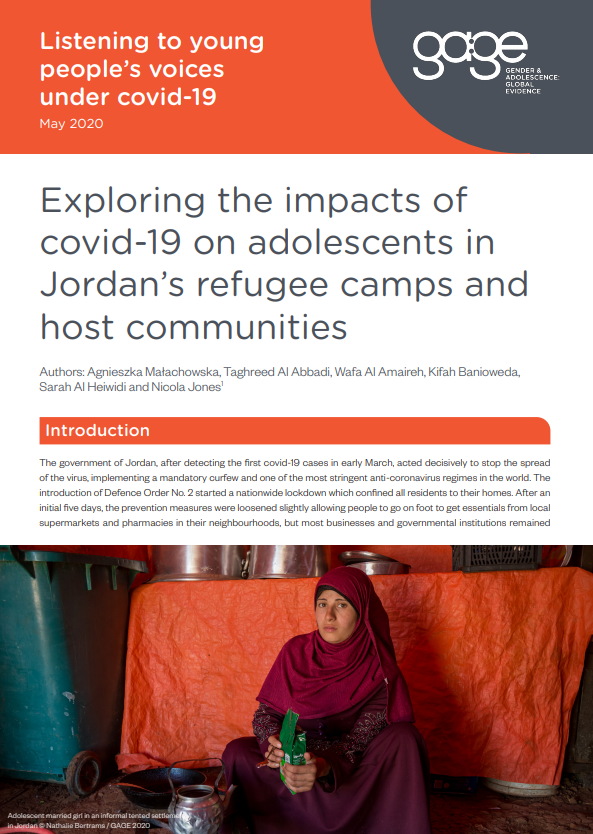 Listening to young
people's voices
under covid-19
May 2020
gage
GENDER &
ADOLESCENCE:
GLOBAL
EVIDENCE
Exploring the impacts of
covid-19 on adolescents in
Jordan's refugee camps and
host communities
Authors: Agnieszka Małachowska, Taghreed Al Abbadi, Wafa Al Amaireh, Kifah Banioweda,
Sarah Al Heiwidi and Nicola Jones¹
Introduction
The government of Jordan, after detecting the first covid-19 cases in early March, acted decisively to stop the spread
of the virus, implementing a mandatory curfew and one of the most stringent anti-coronavirus regimes in the world. The
introduction of Defence Order No. 2 started a nationwide lockdown which confined all residents to their homes. After an
initial five days, the prevention measures were loosened slightly allowing people to go on foot to get essentials from local
supermarkets and pharmacies in their neighbourhoods, but most businesses and governmental institutions remained
Adolescent married girl in an informal tented
in Jordan © Nathalie Bertrams / GAGE 2020